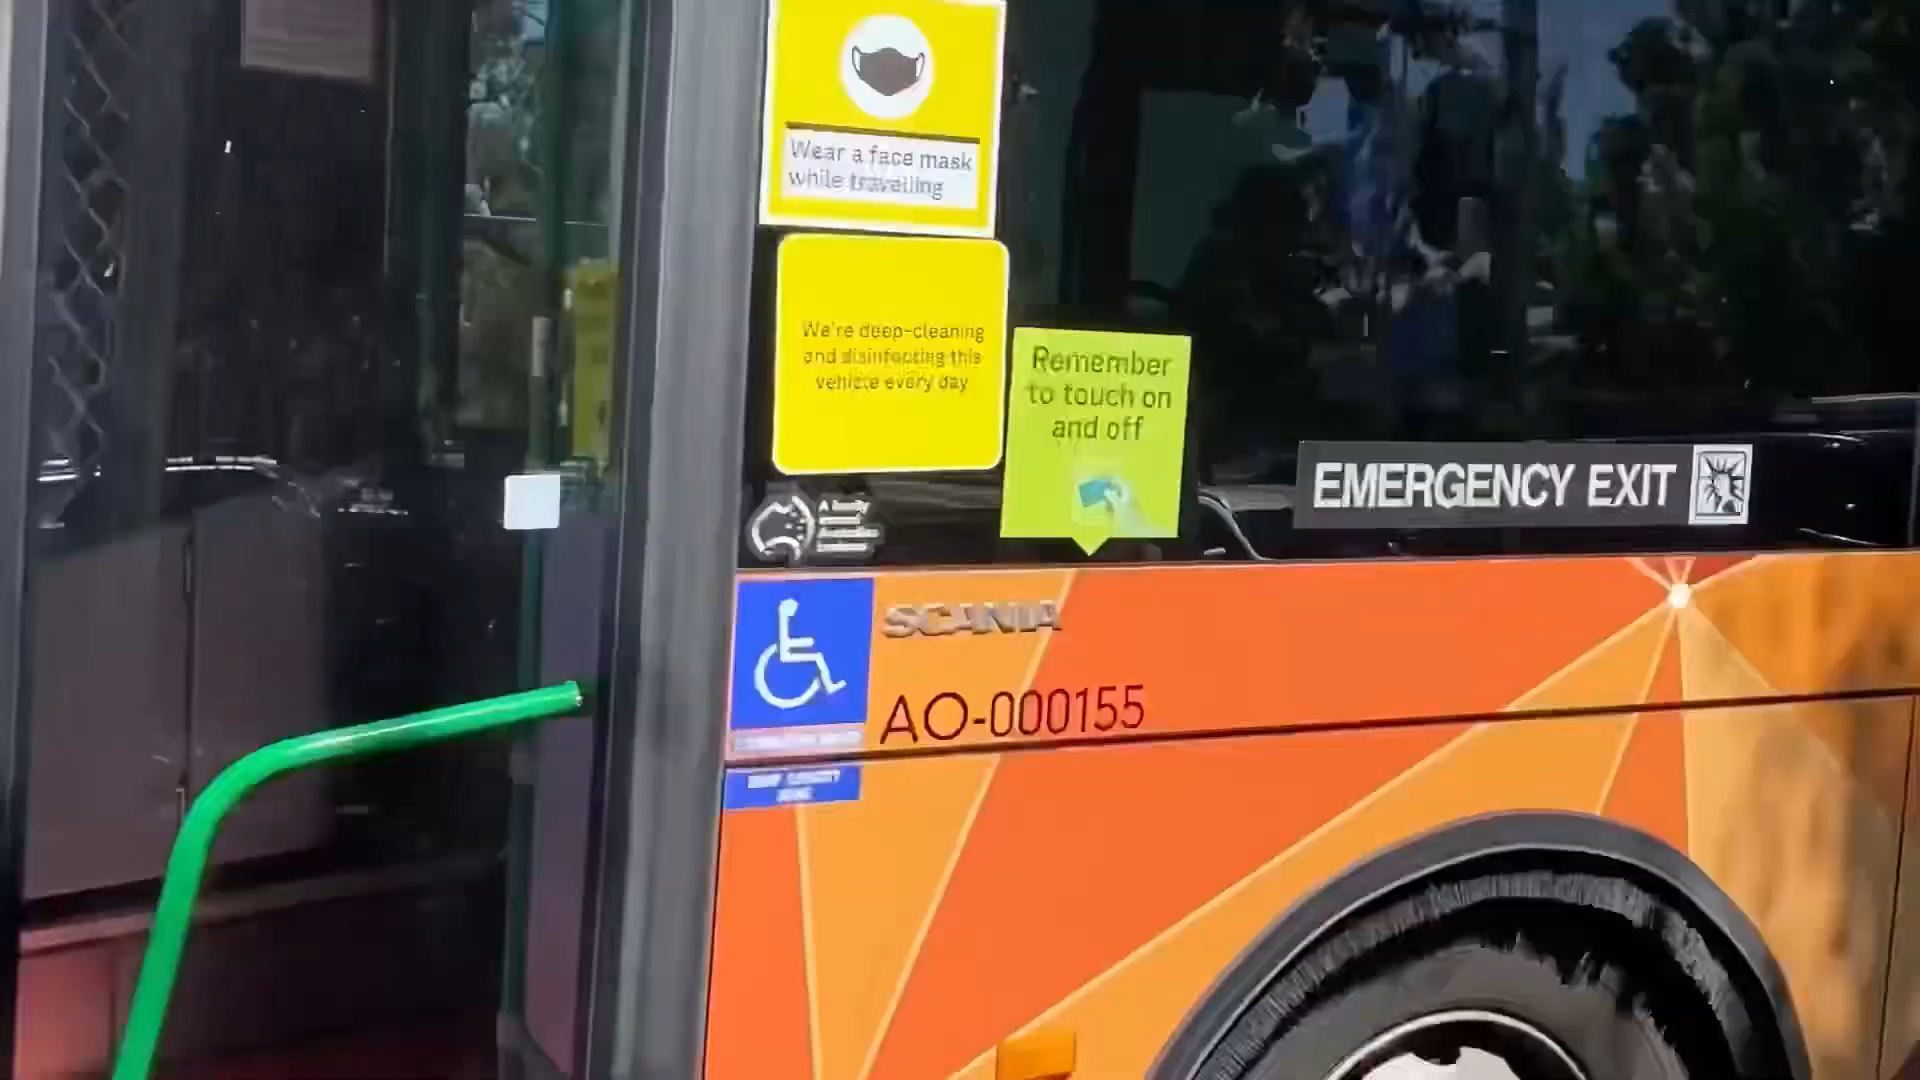 Wear a face mask
while travelling
We're deep-cleaning
and disinfecting this
vehicle every day
Remember
to touch on
and off
EMERGENCY EXIT
SCANIA
AO-000155